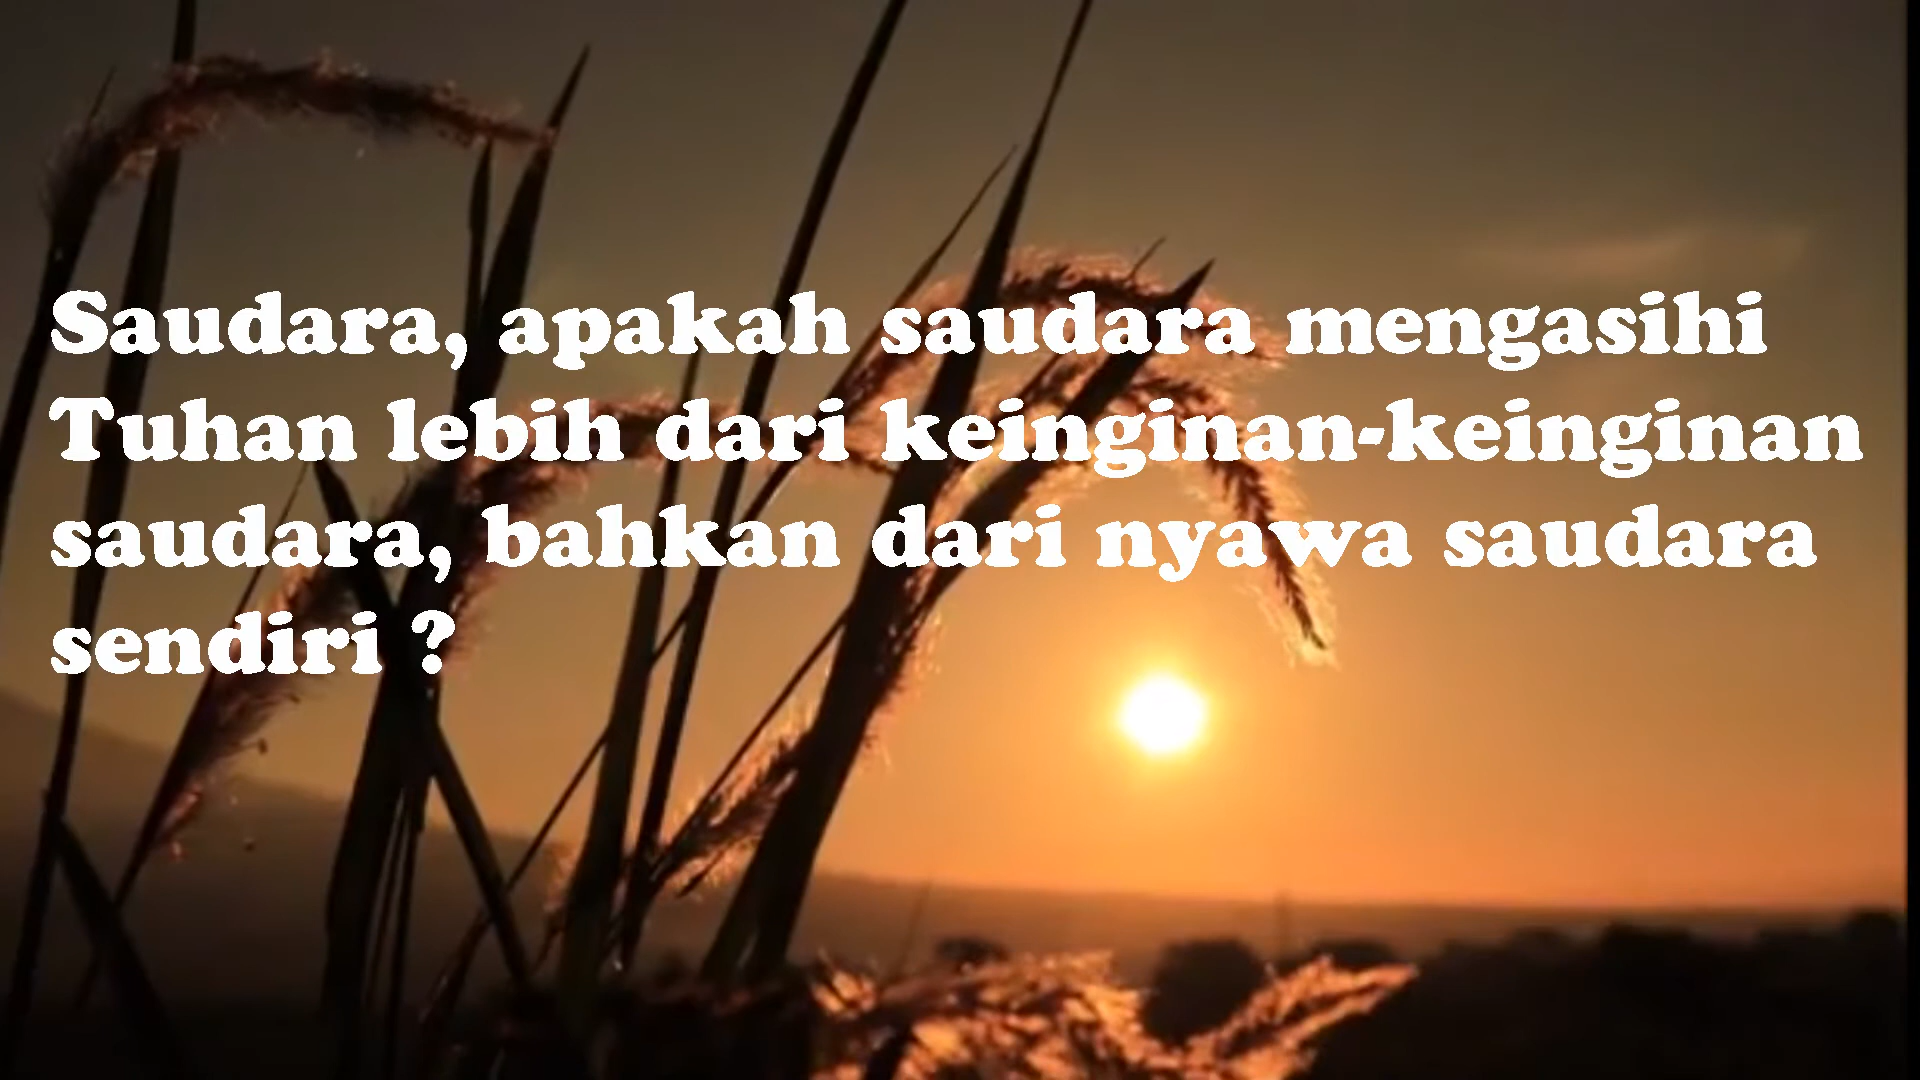 Saudara, apakah saudara mengasihi
Tuhan lebih dari keinginan-keinginan
saudara, bahkan dari nyawa saudara
sendiri ?